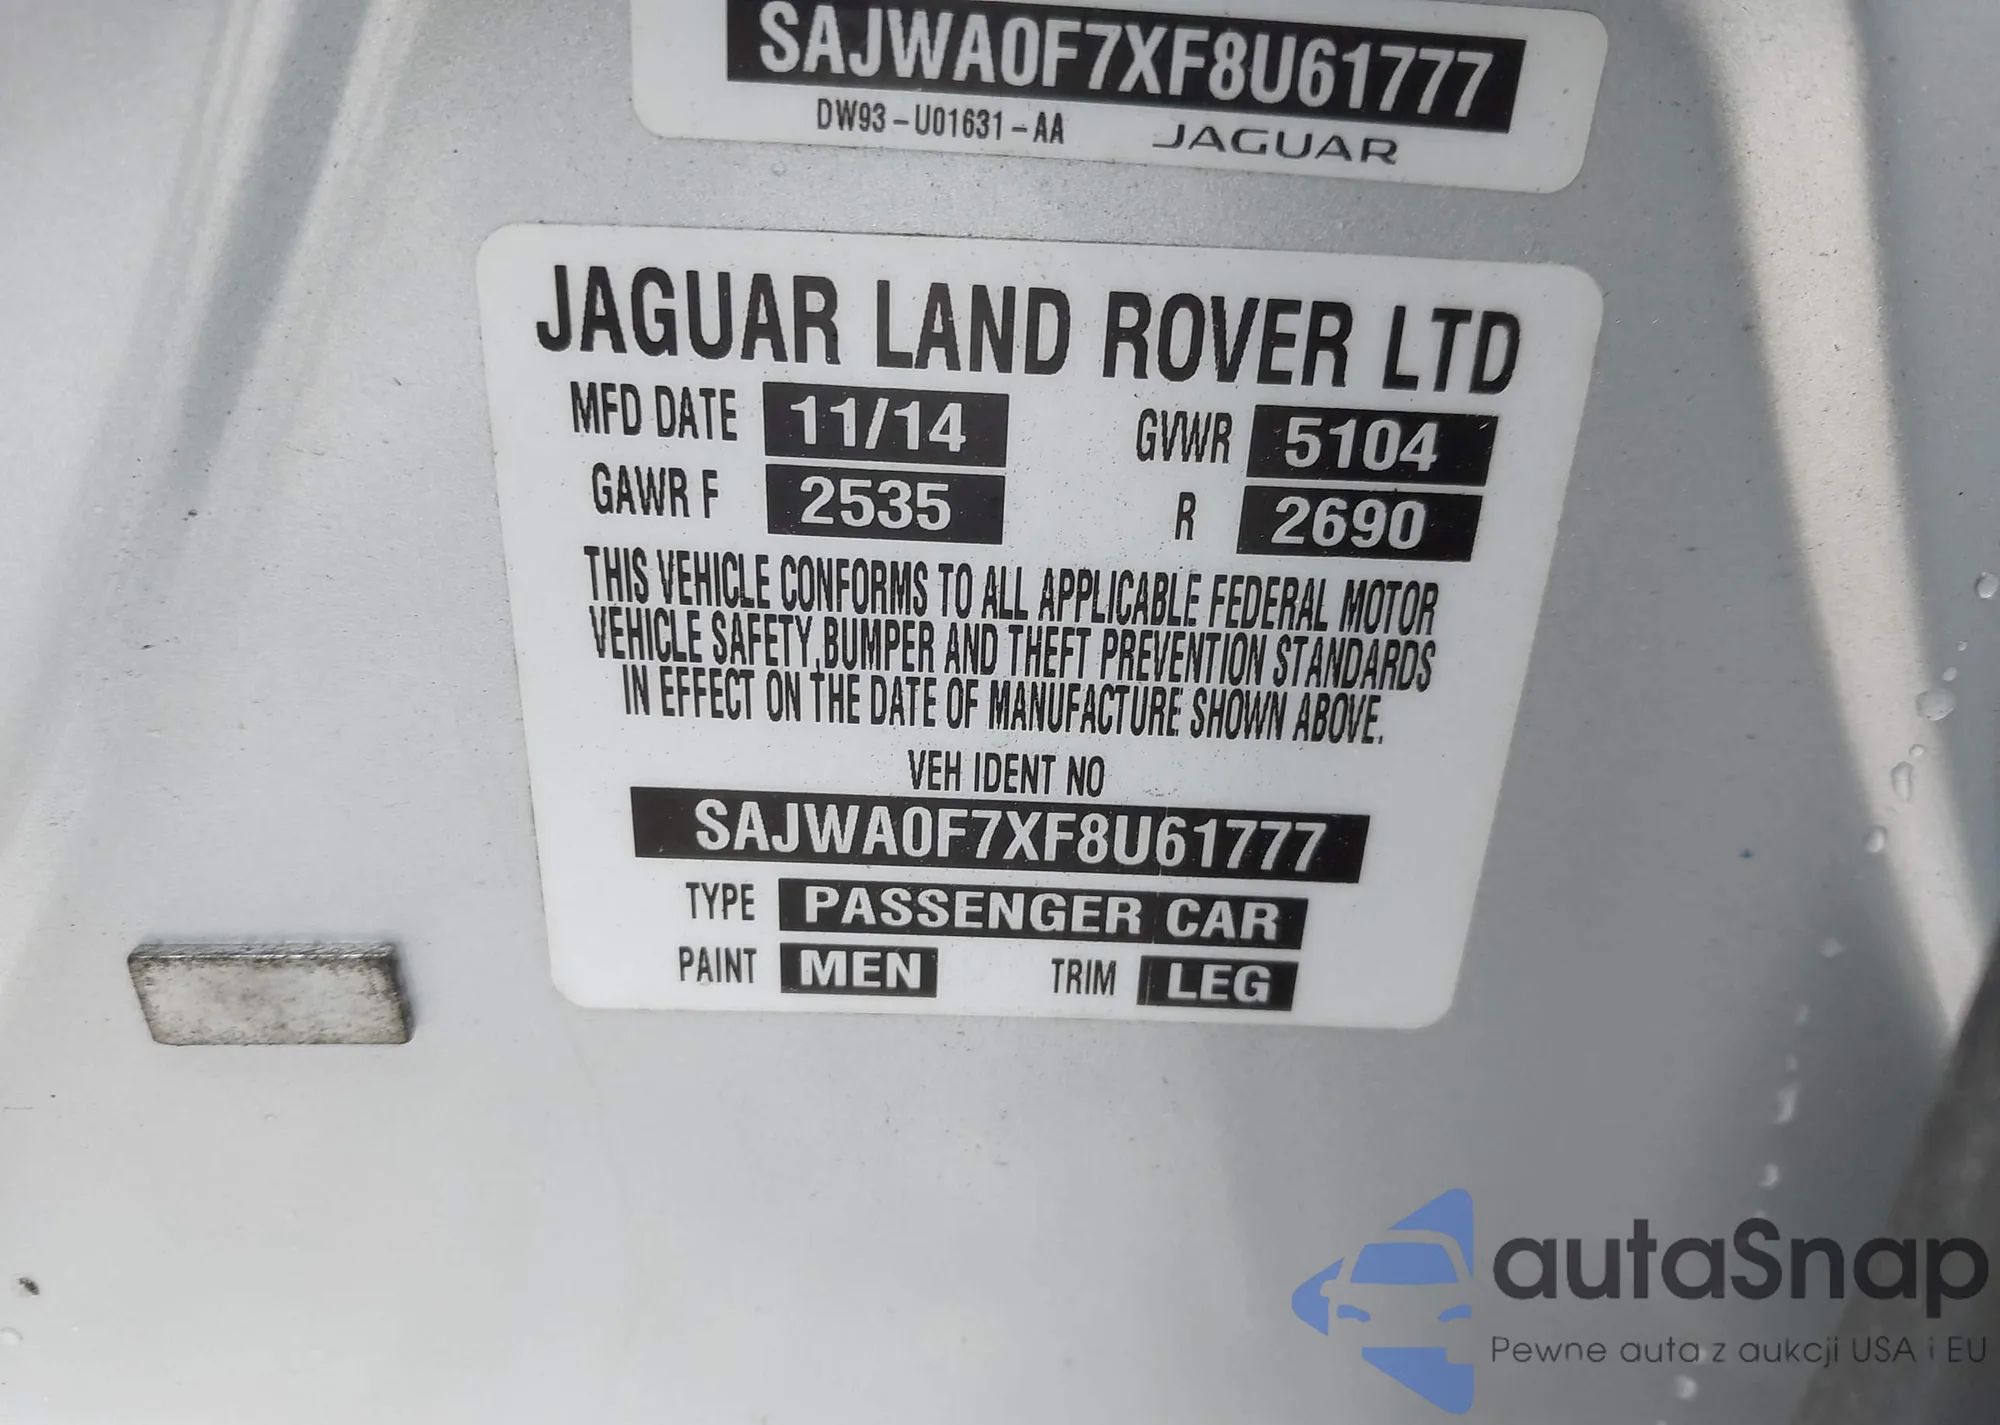 SAJWA0F7XF8U61777
DW93-U01631-AA JAGUAR
JAGUAR LAND ROVER LTD
MFD DATE 11/14 GVWR 5104
GAWR F 2535 R 2690
THIS VEHICLE CONFORMS TO ALL APPLICABLE FEDERAL MOTOR
VEHICLE SAFETY, BUMPER AND THEFT PREVENTION STANDARDS
IN EFFECT ON THE DATE OF MANUFACTURE SHOWN ABOVE.
VEH IDENT NO
SAJWA0F7XF8U61777
TYPE PASSENGER CAR
PAINT MEN TRIM LEG
autaSnap
Pewne auta z aukcji USA i EU